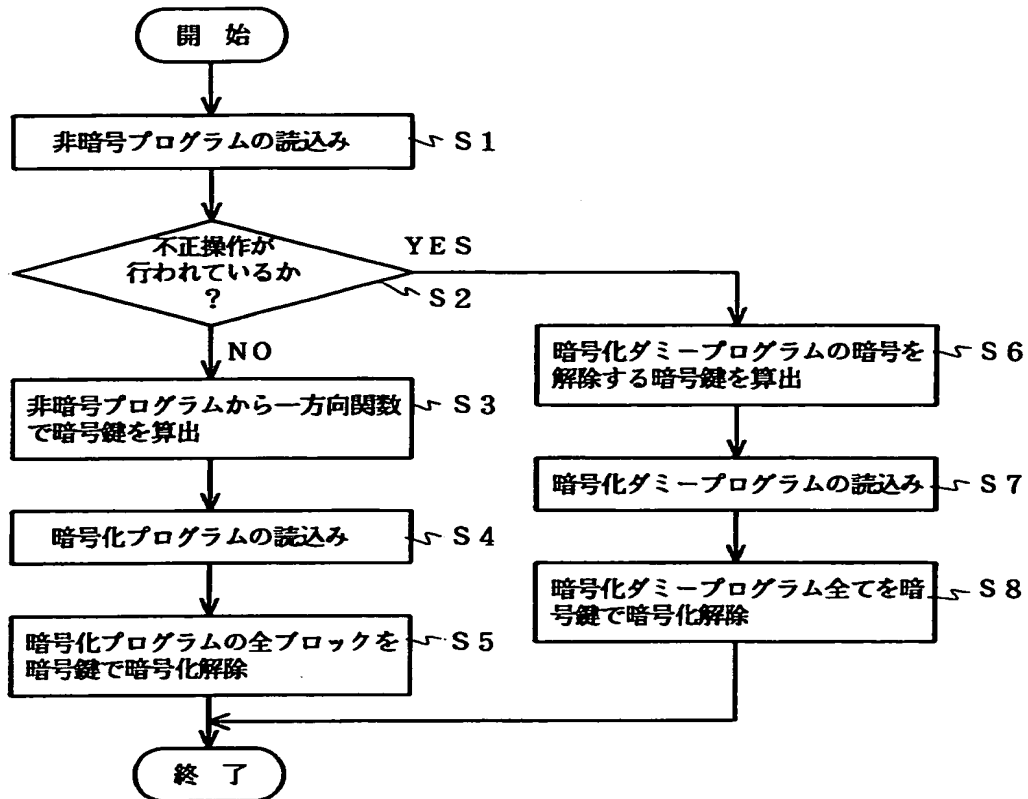 開 始
非暗号プログラムの読込み
S1
不正操作が
行われているか
?
YES
S2
NO
非暗号プログラムから一方向関数
で暗号鍵を算出
S3
暗号化プログラムの読込み
S4
暗号化プログラムの全ブロックを
暗号鍵で暗号化解除
S5
暗号化ダミープログラムの暗号を
解除する暗号鍵を算出
S6
暗号化ダミープログラムの読込み
S7
暗号化ダミープログラム全てを暗
号鍵で暗号化解除
S8
終 了